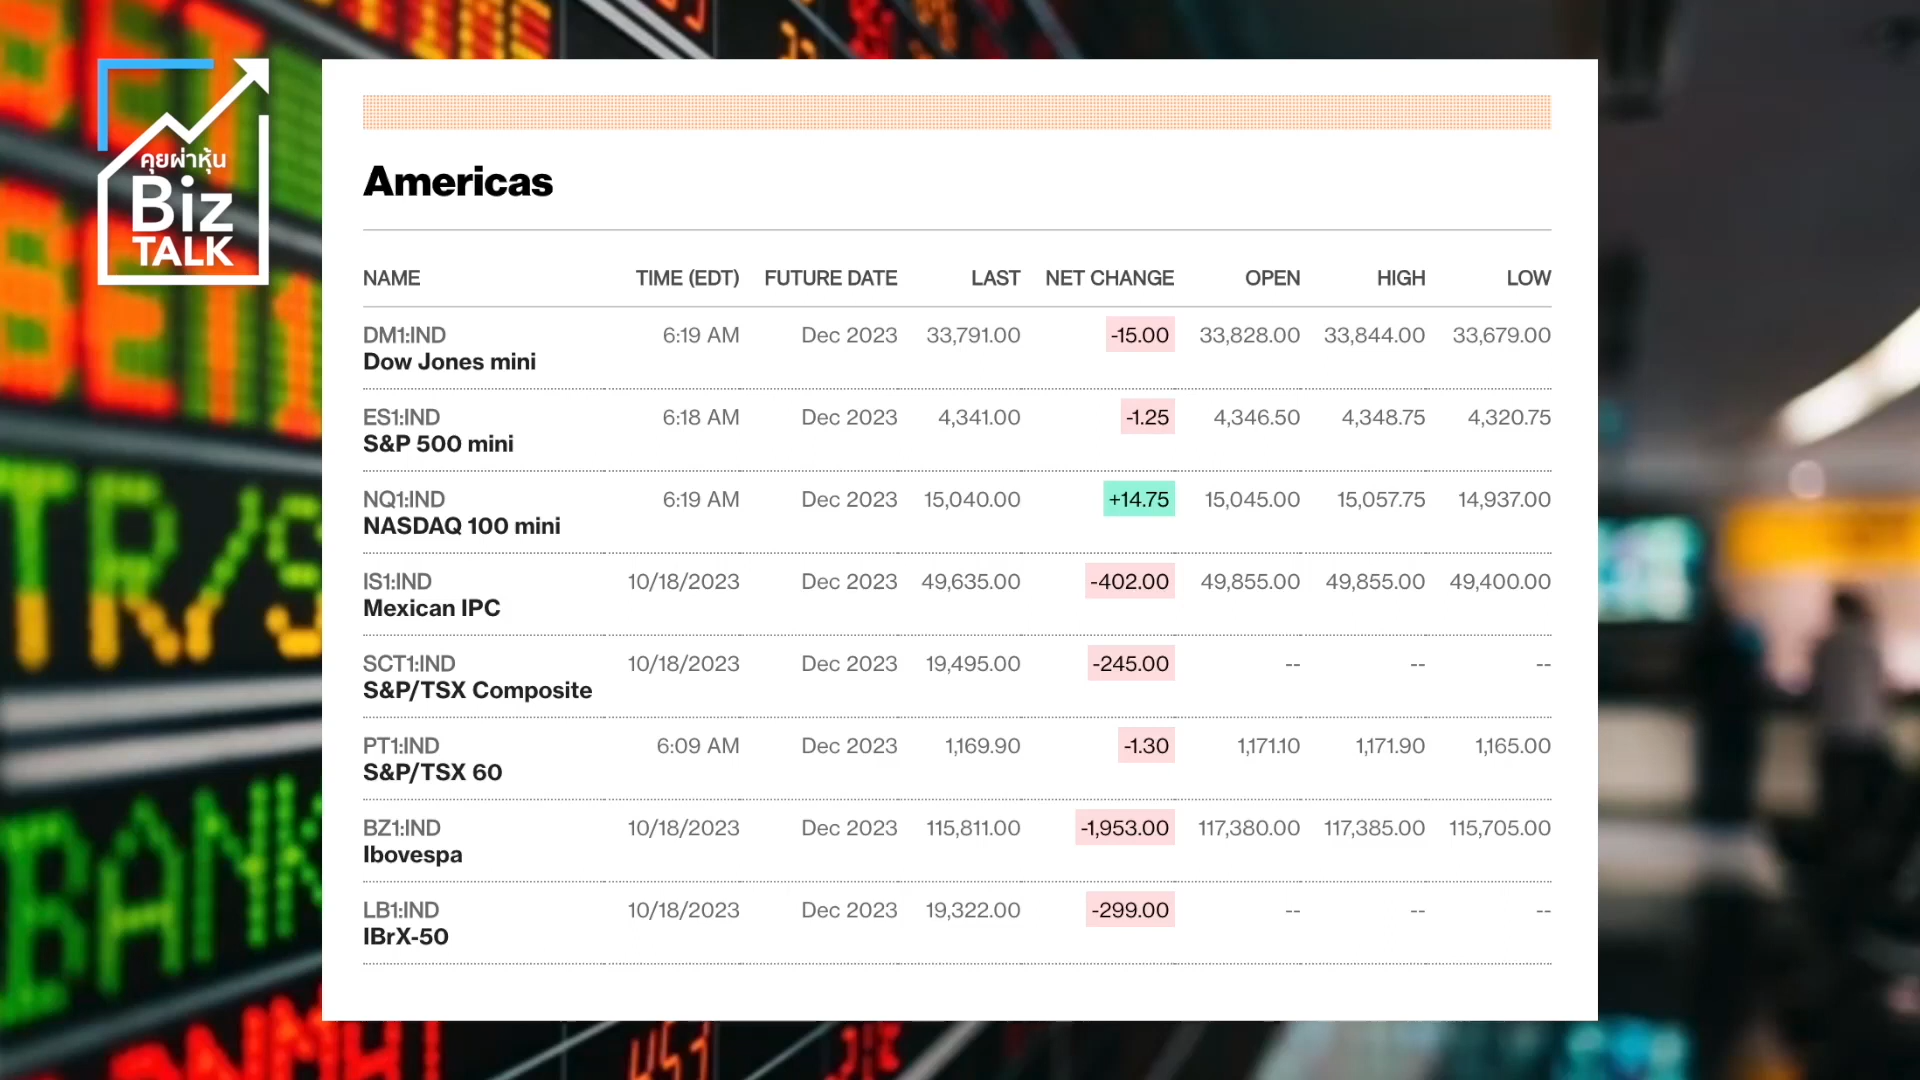 คุยผ่าหุ้น
Biz
TALK
Americas
NAME TIME (EDT) FUTURE DATE LAST NET CHANGE OPEN HIGH LOW
DM1:IND 6:19 AM Dec 2023 33,791.00 -15.00 33,828.00 33,844.00 33,679.00
Dow Jones mini
ES1:IND 6:18 AM Dec 2023 4,341.00 -1.25 4,346.50 4,348.75 4,320.75
S&P 500 mini
NQ1:IND 6:19 AM Dec 2023 15,040.00 +14.75 15,045.00 15,057.75 14,937.00
NASDAQ 100 mini
IS1:IND 10/18/2023 Dec 2023 49,635.00 -402.00 49,855.00 49,855.00 49,400.00
Mexican IPC
SCT1:IND 10/18/2023 Dec 2023 19,495.00 -245.00 -- -- --
S&P/TSX Composite
PT1:IND 6:09 AM Dec 2023 1,169.90 -1.30 1,171.10 1,171.90 1,165.00
S&P/TSX 60
BZ1:IND 10/18/2023 Dec 2023 115,811.00 -1,953.00 117,380.00 117,385.00 115,705.00
Ibovespa
LB1:IND 10/18/2023 Dec 2023 19,322.00 -299.00 -- -- --
IBrX-50
BET
BET1
TR/S
BANK